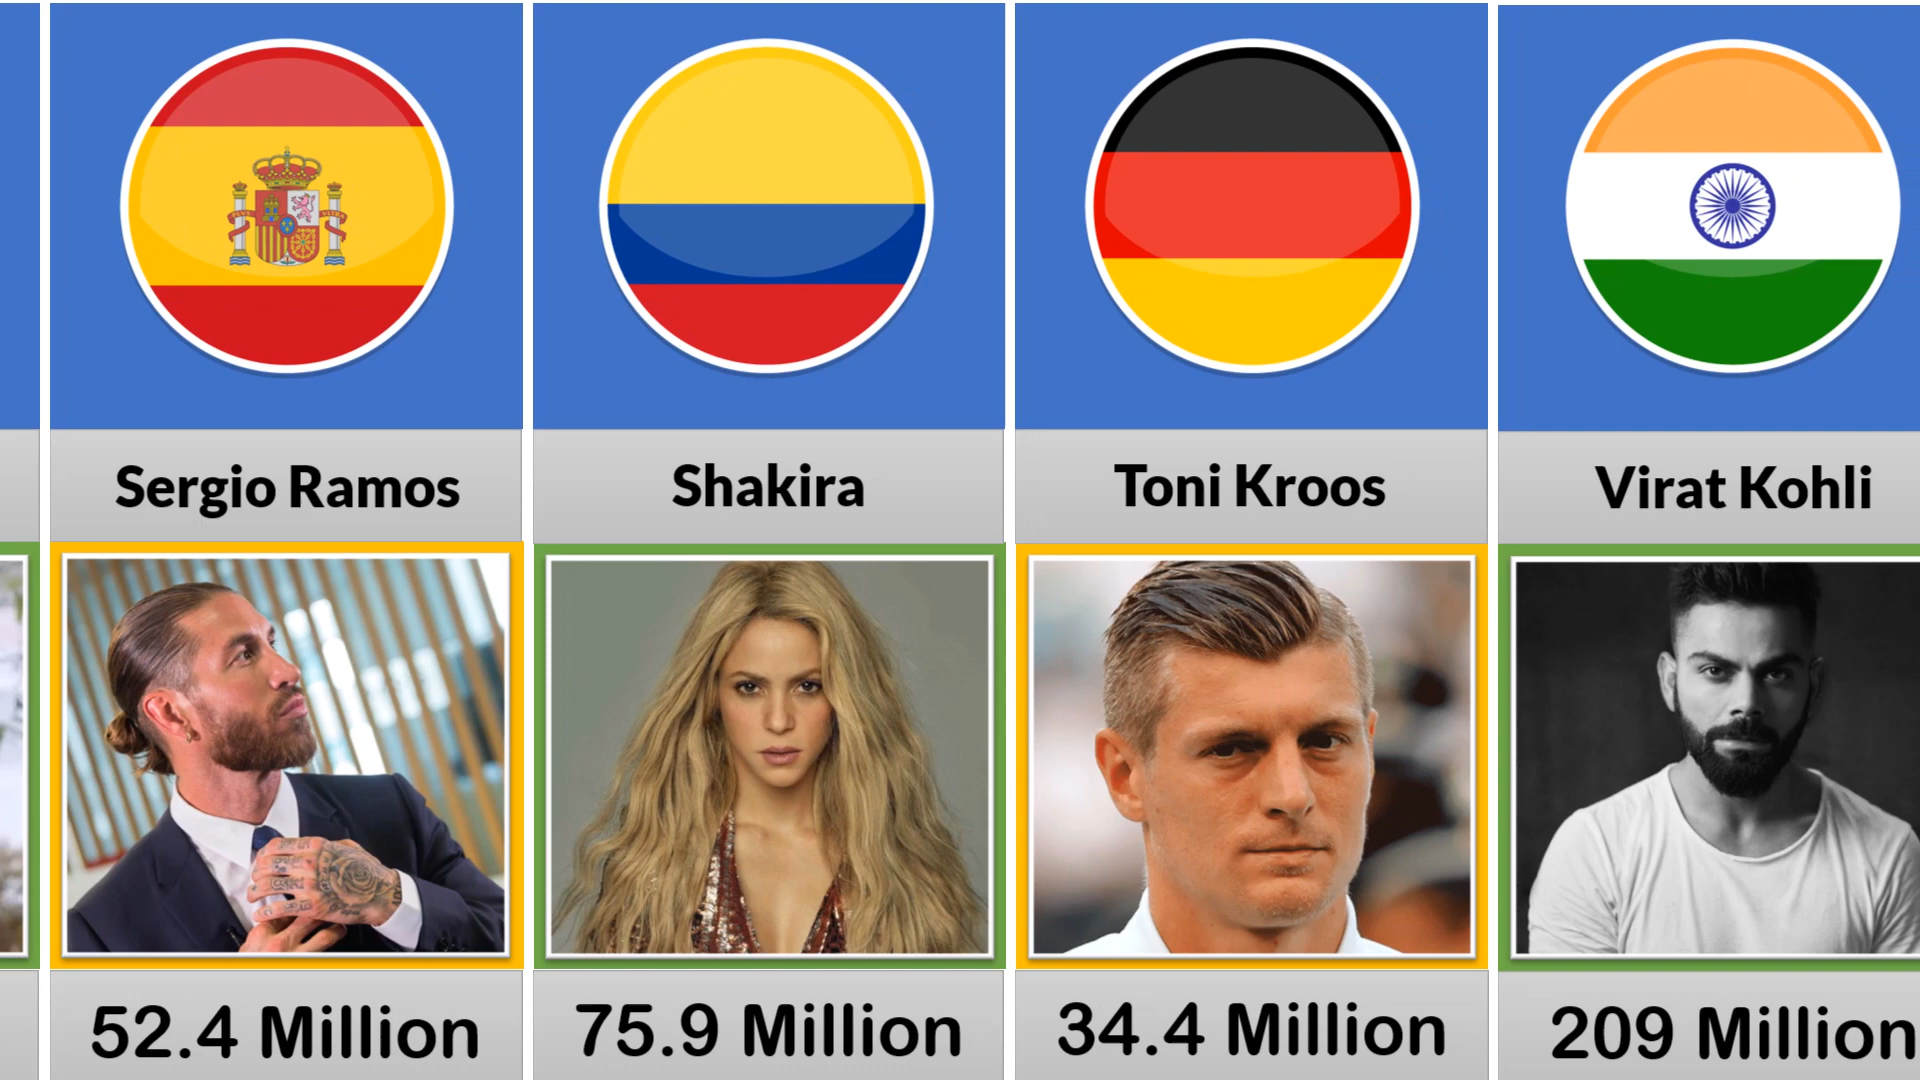 Sergio Ramos
Shakira
Toni Kroos
Virat Kohli
52.4 Million
75.9 Million
34.4 Million
209 Million